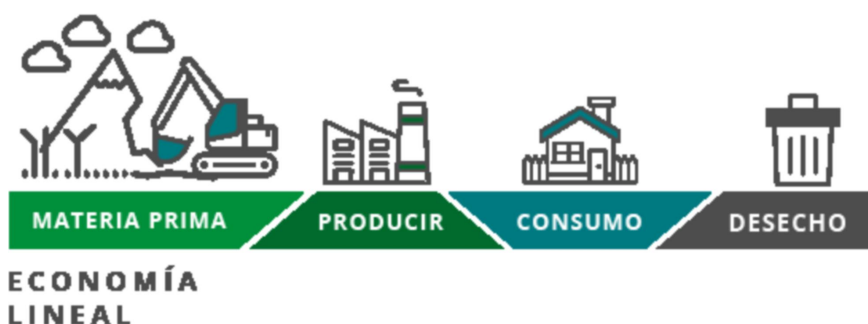 MATERIA PRIMA PRODUCIR CONSUMO DESECHO
ECONOMÍA
LINEAL